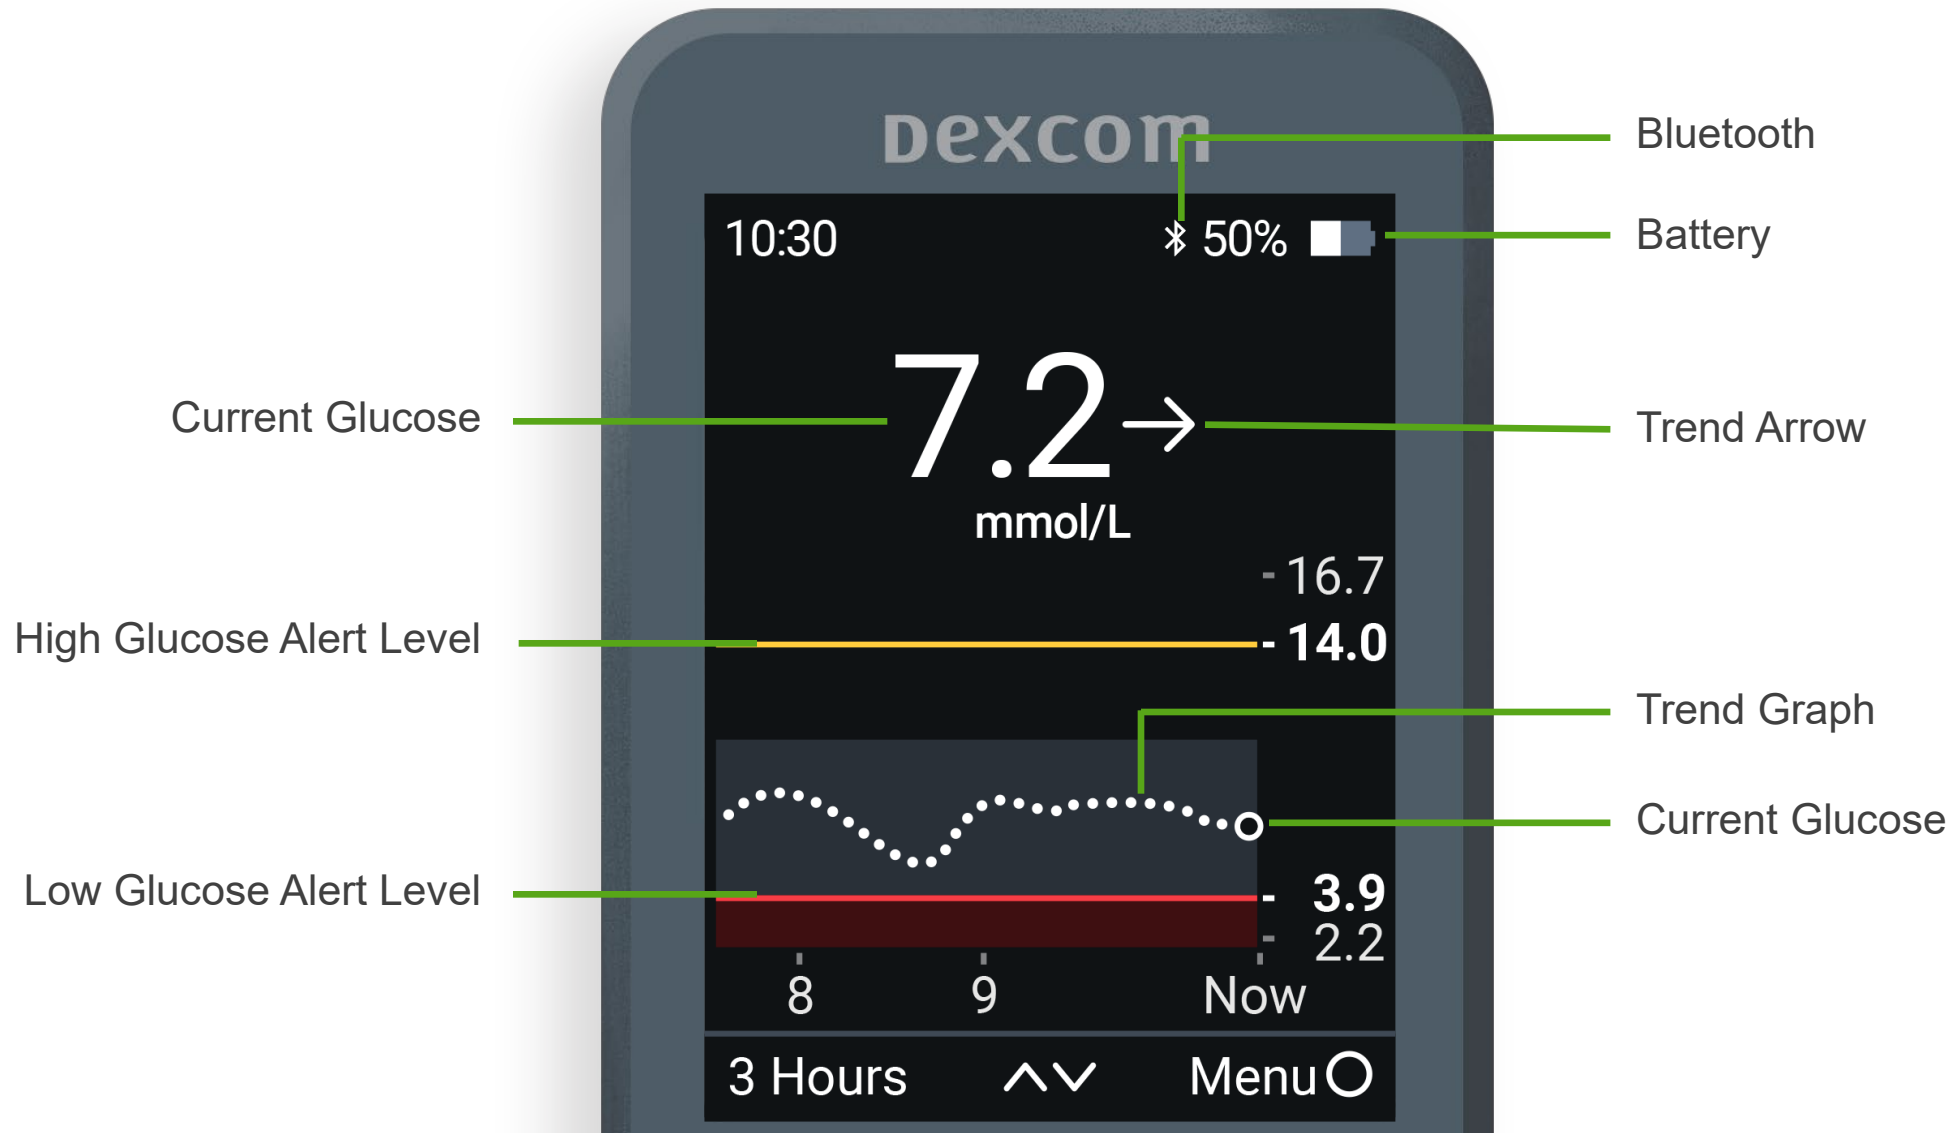 Dexcom
Bluetooth
10:30 50%
Battery
Current Glucose
7.2
Trend Arrow
mmol/L
16.7
High Glucose Alert Level
14.0
Trend Graph
Current Glucose
Low Glucose Alert Level
3.9
2.2
8 9 Now
3 Hours Menu